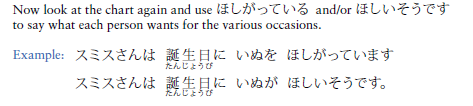 Now look at the chart again and use ほしがっている and/or ほしいそうです
to say what each person wants for the various occasions.
Example: スミスさんは 誕生日に いぬを ほしがっています
たんじょうび
スミスさんは 誕生日に いぬが ほしいそうです。
たんじょうび